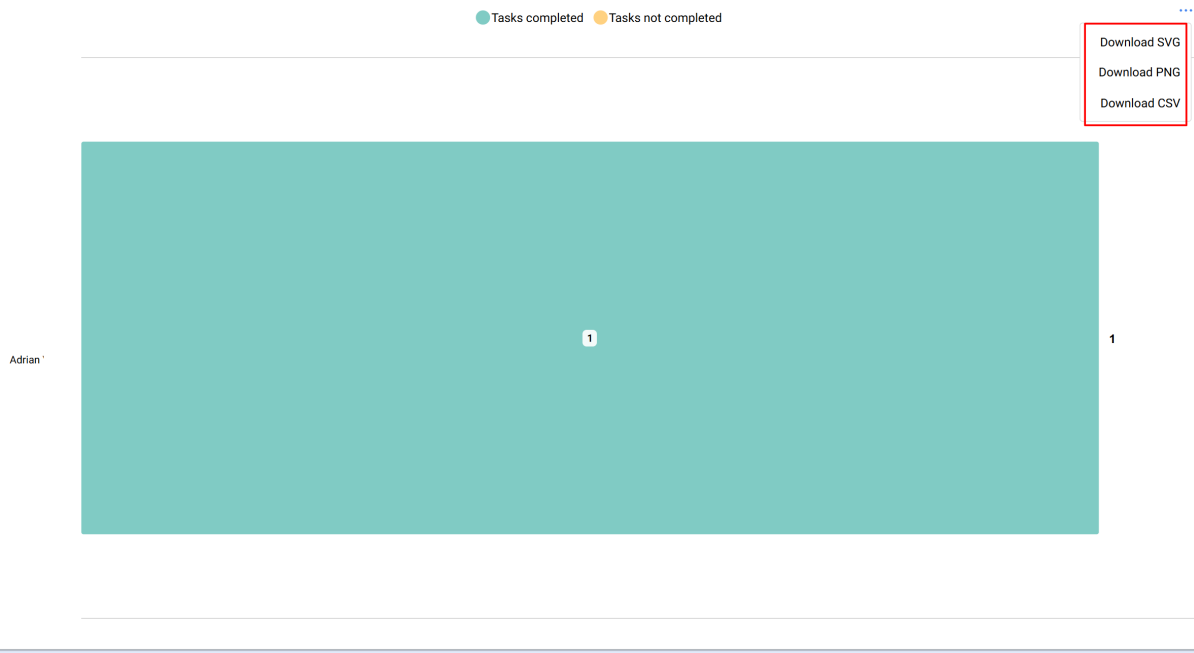 Tasks completed Tasks not completed
Download SVG
Download PNG
Download CSV
1
1
Adrian